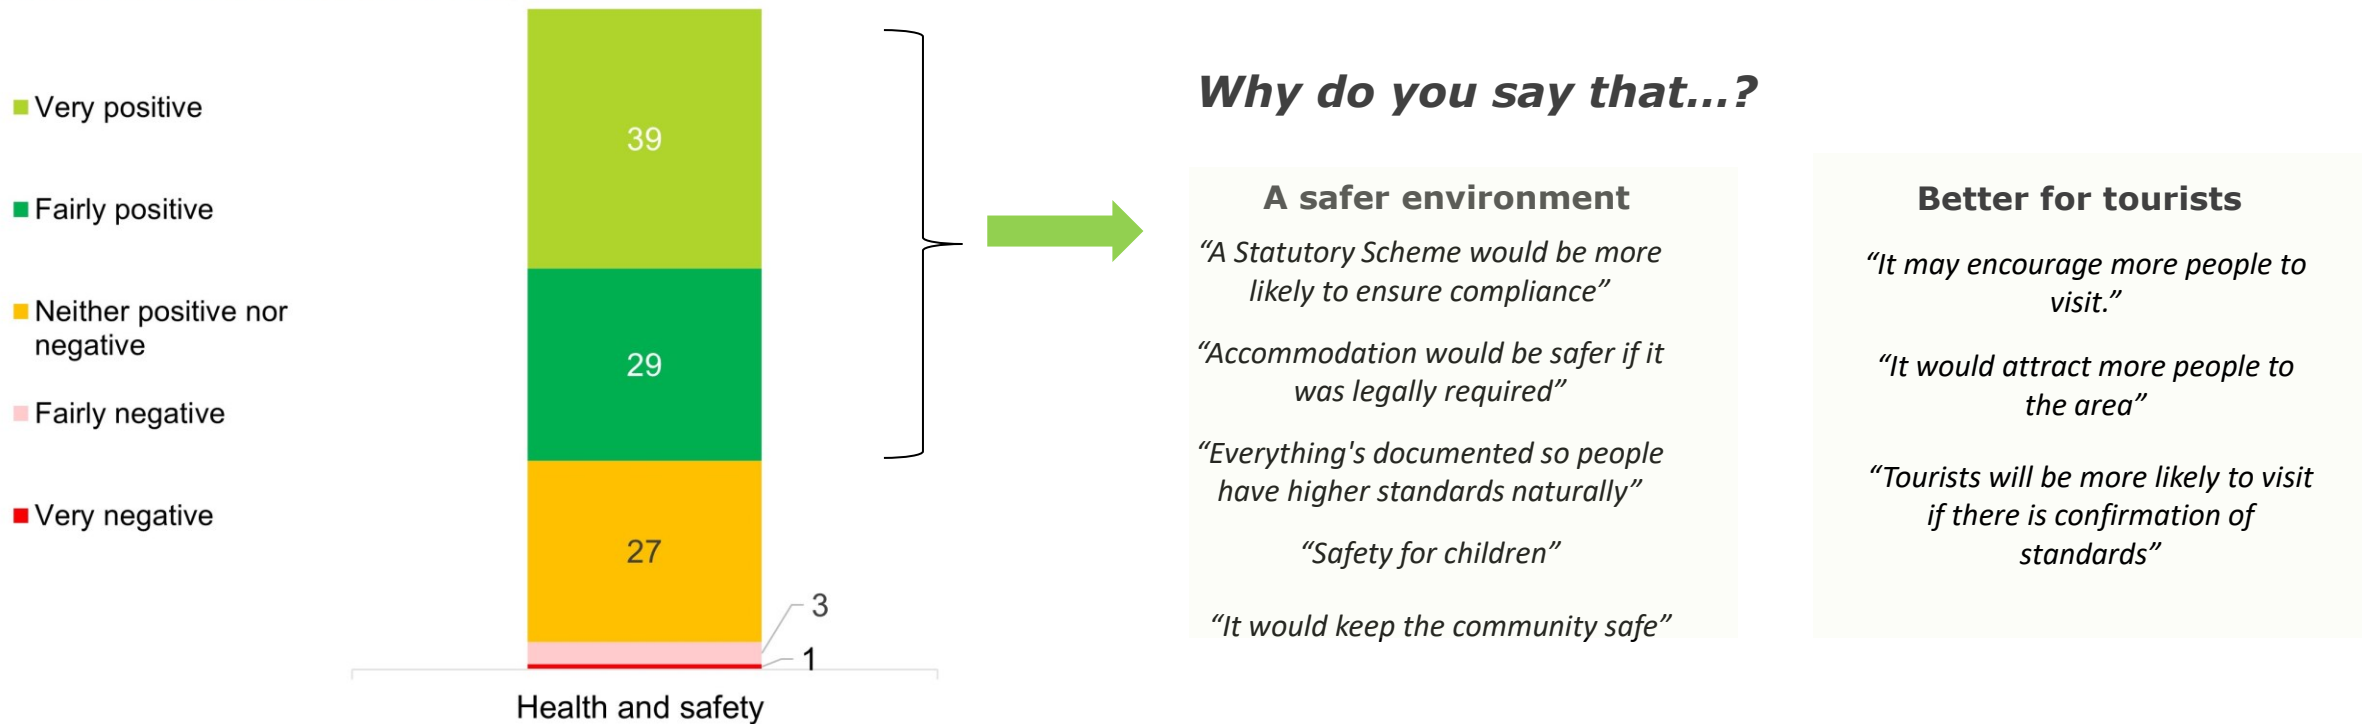 Very positive
Fairly positive
Neither positive nor
negative
Fairly negative
Very negative
39
29
27
3
1
Health and safety
Why do you say that...?
A safer environment
“A Statutory Scheme would be more
likely to ensure compliance”
“Accommodation would be safer if it
was legally required”
“Everything's documented so people
have higher standards naturally”
“Safety for children”
“It would keep the community safe”
Better for tourists
“It may encourage more people to
visit.”
“It would attract more people to
the area”
“Tourists will be more likely to visit
if there is confirmation of
standards”